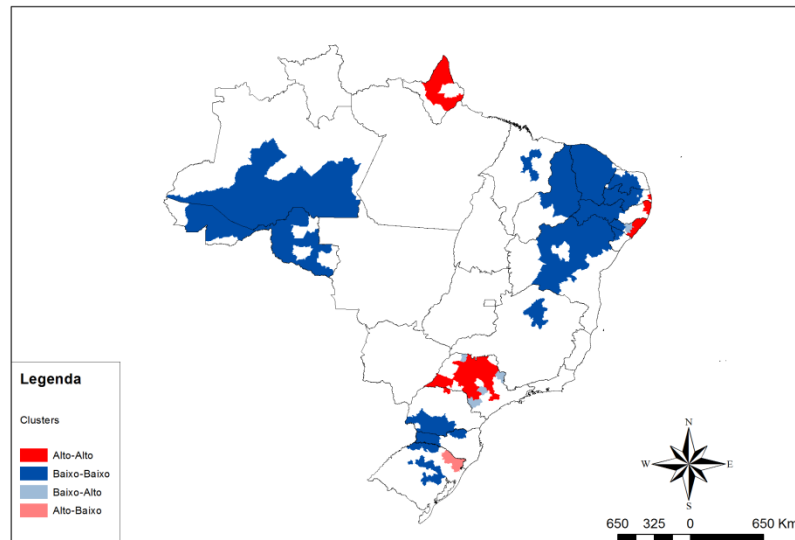 Legenda
Clusters
Alto-Alto
Baixo-Baixo
Baixo-Alto
Alto-Baixo
N
W E
S
650 325 0 650 Km